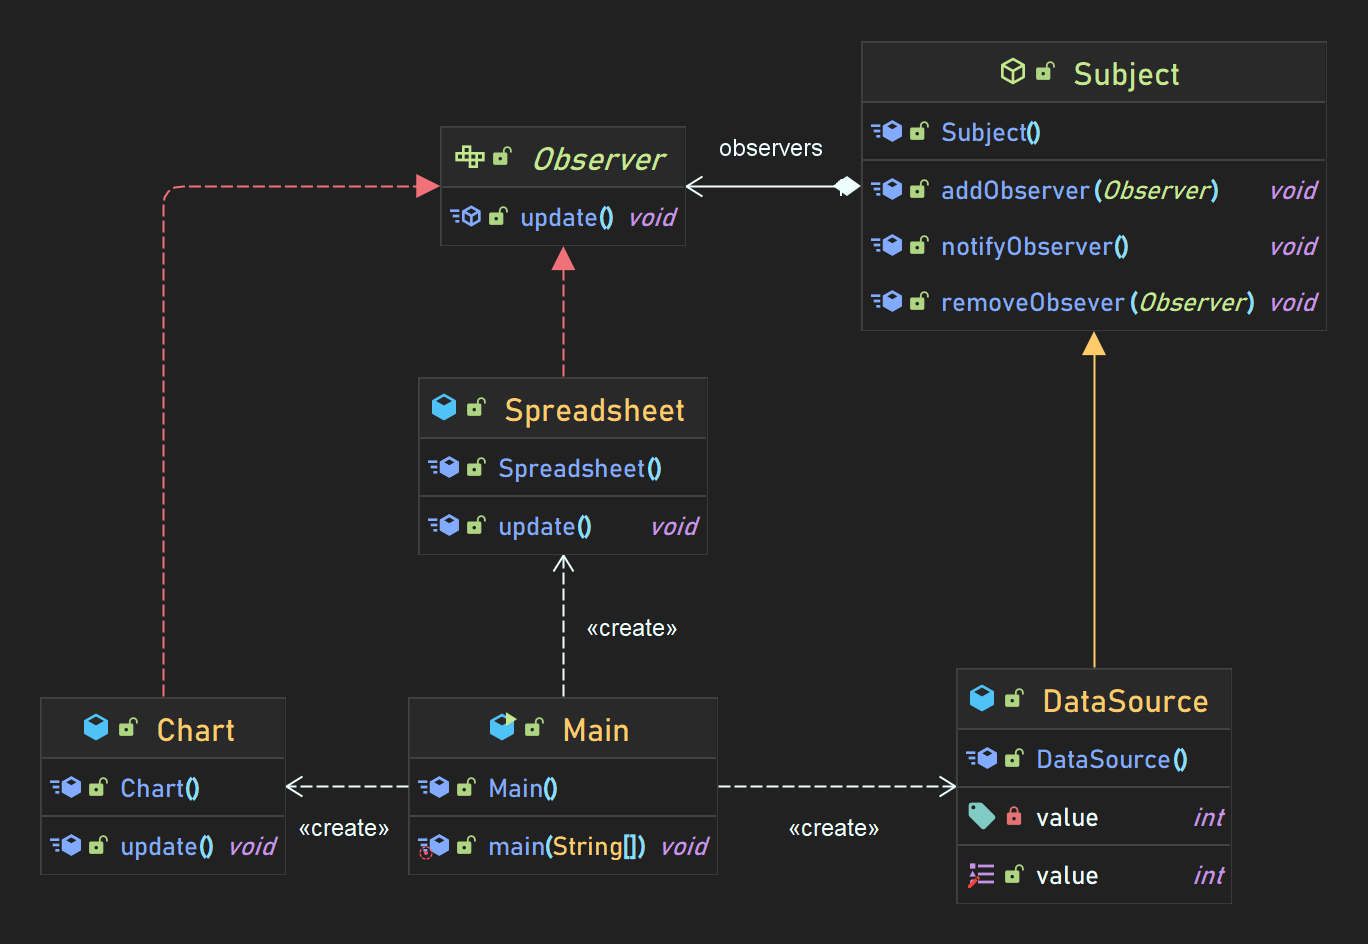 Subject
Subject()
addObserver(Observer) void
notifyObserver() void
removeObsever(Observer) void
observers
Observer
update() void
Spreadsheet
Spreadsheet()
update() void
«create»
Chart
Chart()
update() void
«create»
Main
Main()
main(String[]) void
«create»
DataSource
DataSource()
value int
value int